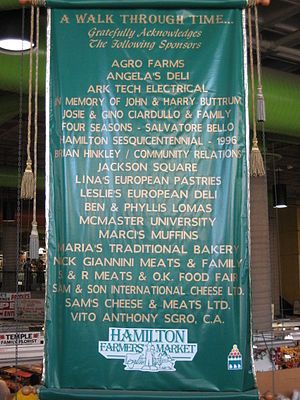 A WALK THROUGH TIME...
Gratefully Acknowledges
The Following Sponsors
AGRO FARMS
ANGELA'S DELI
ARK TECH ELECTRICAL
IN MEMORY OF JOHN & HARRY BUTTRUM
JOSIE & GINO CIARDULLO & FAMILY
FOUR SEASONS - SALVATORE BELLO
HAMILTON SESQUICENTENNIAL - 1996
BRIAN HINKLEY / COMMUNITY RELATIONS
JACKSON SQUARE
LINA'S EUROPEAN PASTRIES
LESLIE'S EUROPEAN DELI
BEN & PHYLLIS LOMAS
MCMASTER UNIVERSITY
MARCI'S MUFFINS
MARIA'S TRADITIONAL BAKERY
NICK GIANNINI MEATS & FAMILY
S & R MEATS & O.K. FOOD FAIR
SAM & SON INTERNATIONAL CHEESE LTD.
SAM'S CHEESE & MEATS LTD.
VITO ANTHONY SGRO, C.A.
HAMILTON
FARMERS MARKET
TEMPLE
FLORIST